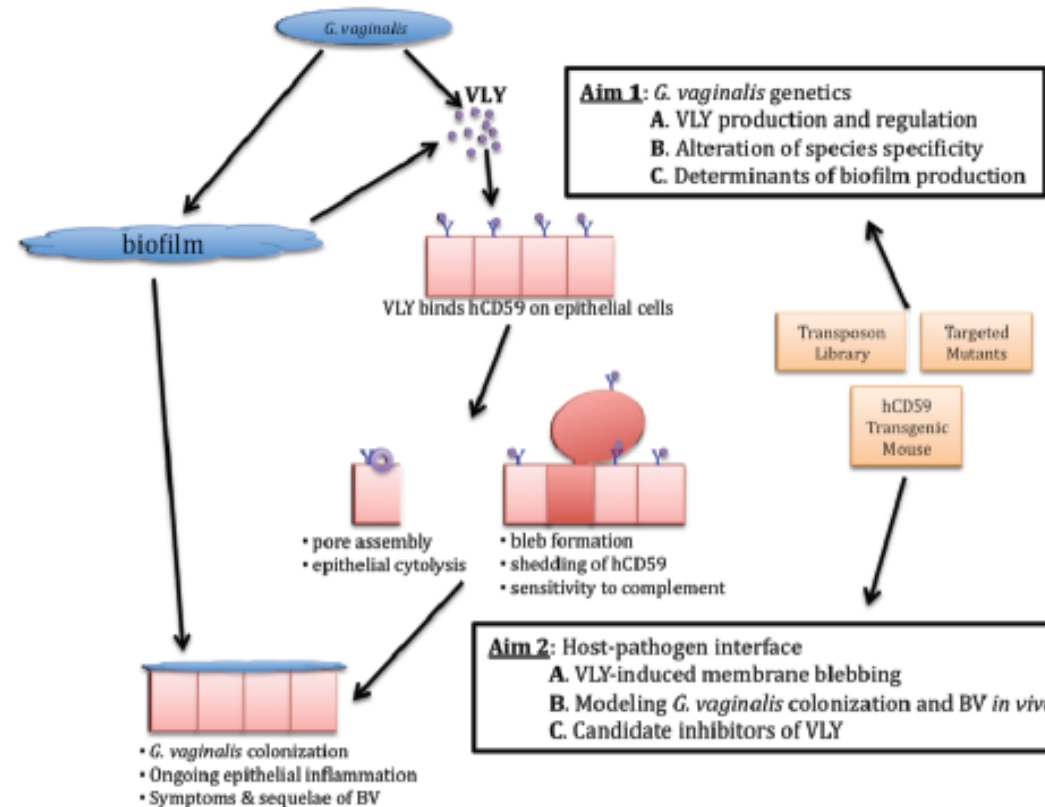 G. vaginalis
VLY
Aim 1: G. vaginalis genetics
A. VLY production and regulation
B. Alteration of species specificity
C. Determinants of biofilm production
biofilm
VLY binds hCD59 on epithelial cells
Transposon
Library
Targeted
Mutants
hCD59
Transgenic
Mouse
• pore assembly
• epithelial cytolysis
• bleb formation
• shedding of hCD59
• sensitivity to complement
Aim 2: Host-pathogen interface
A. VLY-induced membrane blebbing
B. Modeling G. vaginalis colonization and BV in vivo
C. Candidate inhibitors of VLY
• G. vaginalis colonization
• Ongoing epithelial inflammation
• Symptoms & sequelae of BV